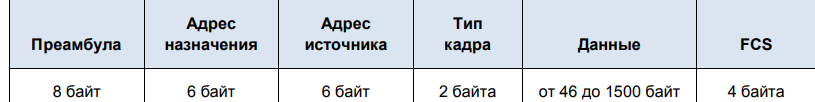 Преамбула
Адрес
назначения
Адрес
источника
Тип
кадра
Данные
FCS
8 байт
6 байт
6 байт
2 байта
от 46 до 1500 байт
4 байта